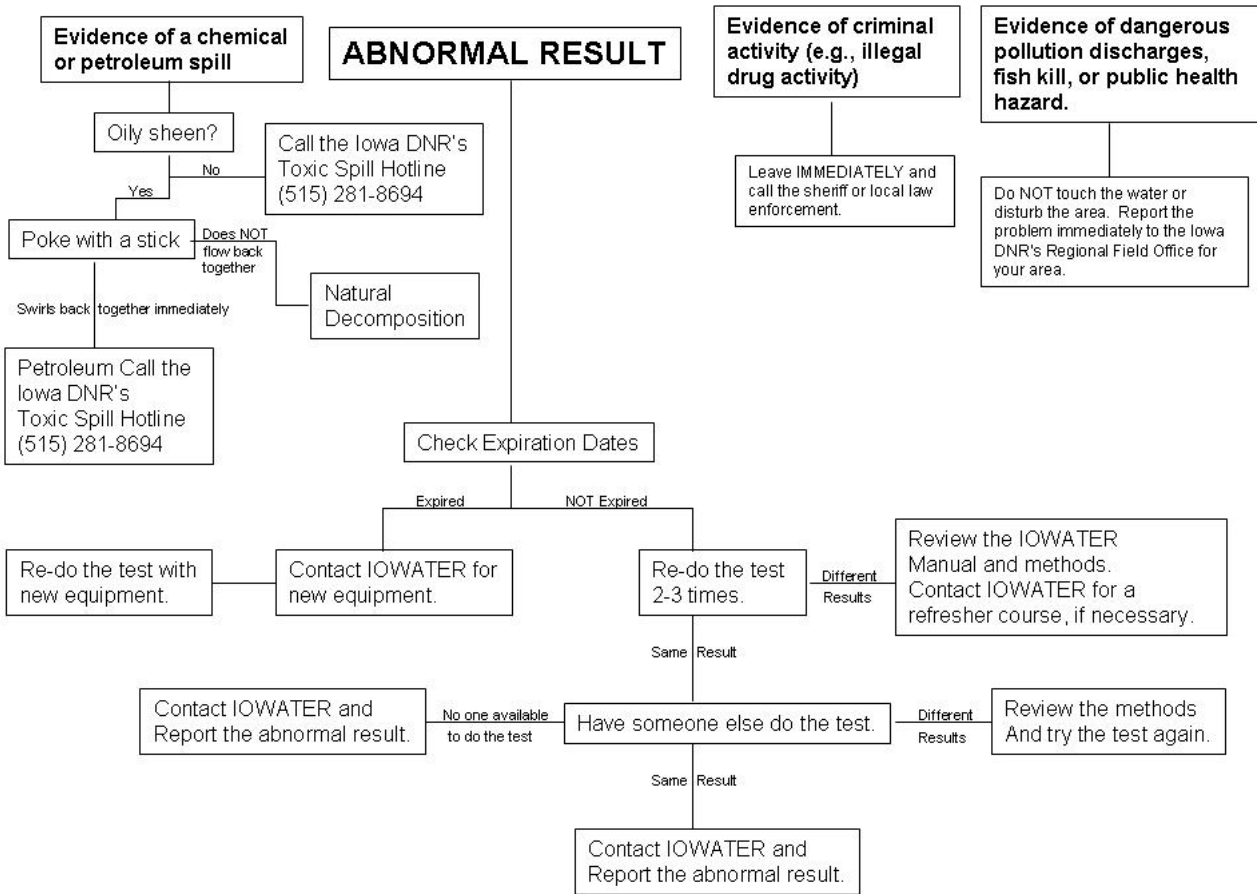 Evidence of a chemical
or petroleum spill
ABNORMAL RESULT
Evidence of criminal
activity (e.g., illegal
drug activity)
Evidence of dangerous
pollution discharges,
fish kill, or public health
hazard.
Oily sheen?
No
Yes
Call the Iowa DNR's
Toxic Spill Hotline
(515) 281-8694
Leave IMMEDIATELY and
call the sheriff or local law
enforcement.
Do NOT touch the water or
disturb the area. Report the
problem immediately to the Iowa
DNR's Regional Field Office for
your area.
Poke with a stick
Does NOT
flow back
together
Natural
Decomposition
Swirls back together immediately
Petroleum Call the
Iowa DNR's
Toxic Spill Hotline
(515) 281-8694
Check Expiration Dates
Expired
NOT Expired
Re-do the test with
new equipment.
Contact IOWATER for
new equipment.
Re-do the test
2-3 times.
Different
Results
Review the IOWATER
Manual and methods.
Contact IOWATER for a
refresher course, if necessary.
Same Result
Contact IOWATER and
Report the abnormal result.
No one available
to do the test
Have someone else do the test.
Different
Results
Review the methods
And try the test again.
Same Result
Contact IOWATER and
Report the abnormal result.